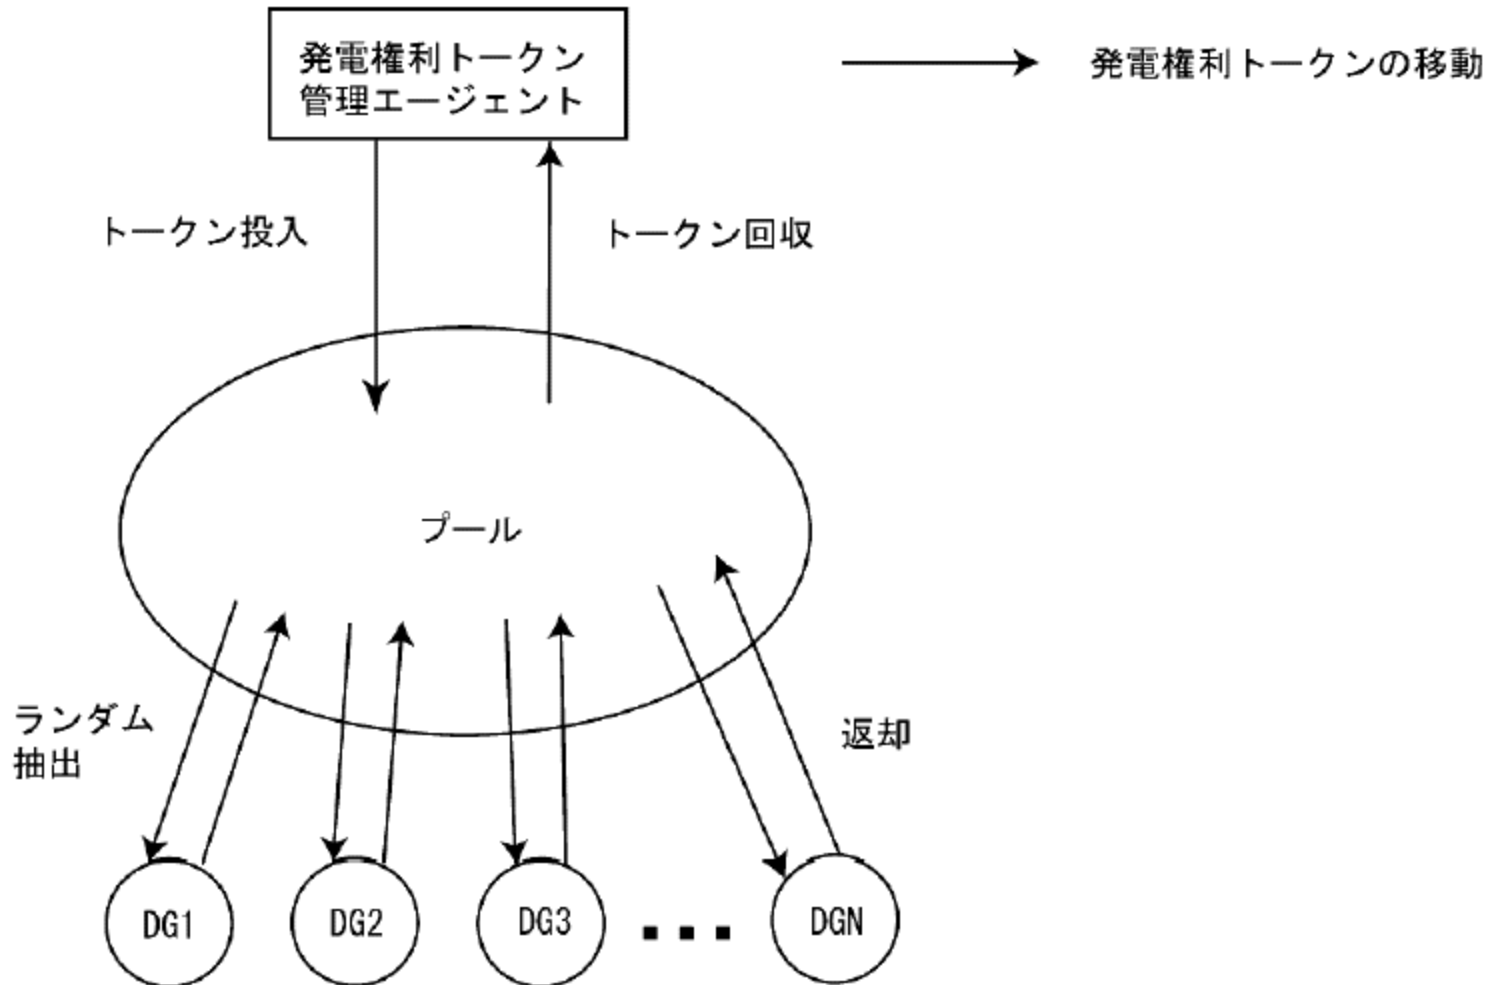 発電権利トークン
管理エージェント
発電権利トークンの移動
トークン投入
トークン回収
プール
ランダム
抽出
返却
DG1
DG2
DG3
DGN